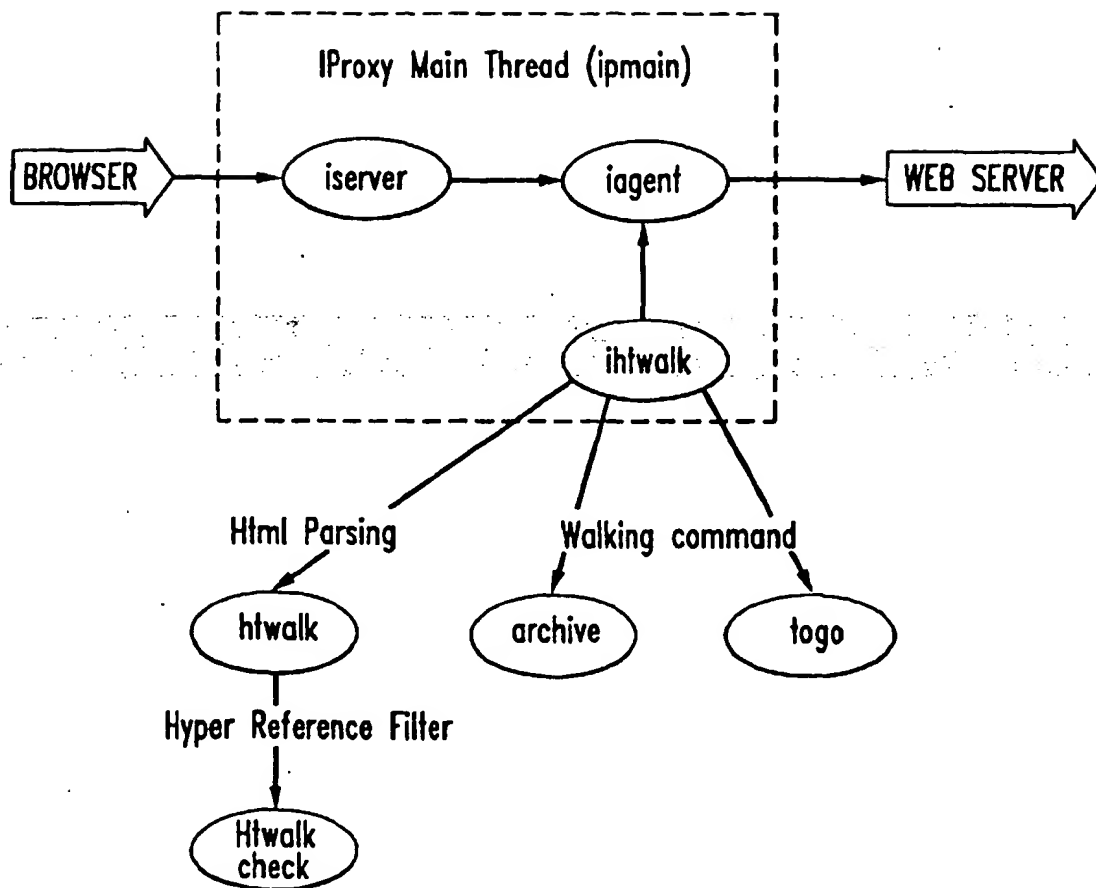 IProxy Main Thread (ipmain)
BROWSER
iserver
iagent
WEB SERVER
ihtwalk
Html Parsing
Walking command
htwalk
archive
togo
Hyper Reference Filter
Htwalk
check